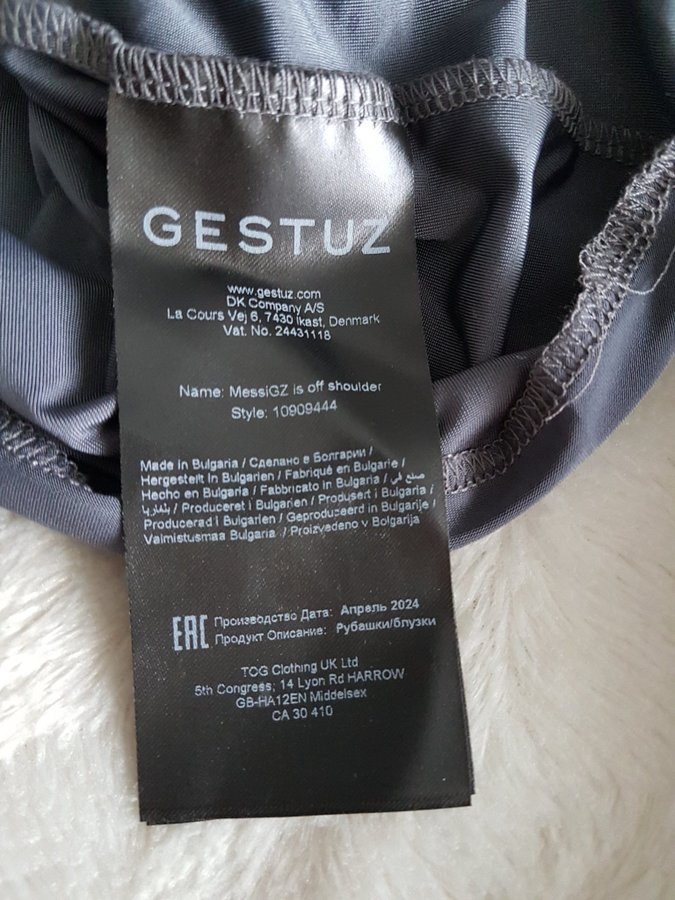 GESTUZ
www.gestuz.com
DK Company A/S
La Cours Vej 6, 7430 Ikast, Denmark
Vat. No. 24431118
Name: MessiGZ is off shoulder
Style: 10909444
Made in Bulgaria / Сделано в Болгарии /
Hergestellt in Bulgarien / Fabriqué en Bulgarie /
Hecho en Bulgaria / Fabbricato in Bulgaria / صنع في
بلغاريا / Produceret i Bulgarien / Produsert i Bulgaria /
Producerad i Bulgarien / Geproduceerd in Bulgarije /
Valmistusmaa Bulgaria / Proizvedeno v Bolgarija
EAC Производство Дата: Апрель 2024
Продукт Описание: Рубашки/блузки
TCG Clothing UK Ltd
5th Congress; 14 Lyon Rd HARROW
GB-HA12EN Middelsex
CA 30 410